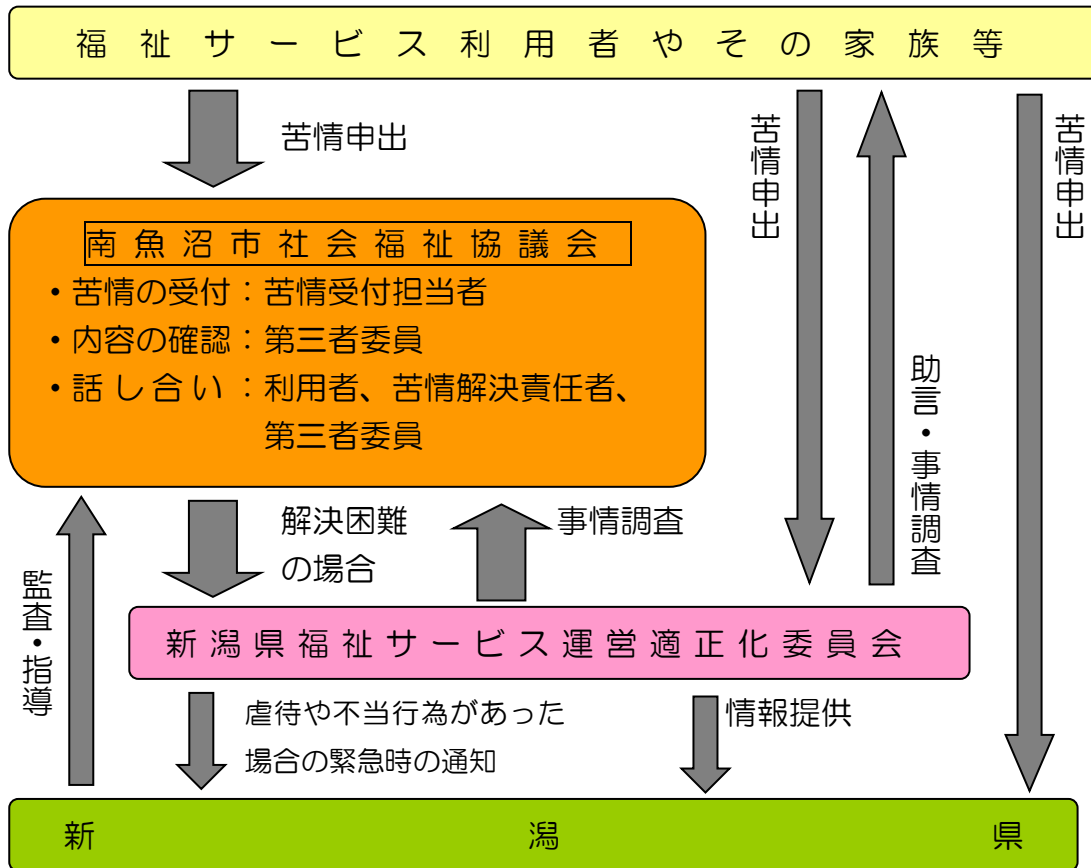 福祉サービス利用者やその家族等
苦情申出
苦情申出
苦情申出
南魚沼市社会福祉協議会
・苦情の受付：苦情受付担当者
・内容の確認：第三者委員
・話し合い：利用者、苦情解決責任者、
第三者委員
助言・事情調査
監査・指導
解決困難
の場合
事情調査
新潟県福祉サービス運営適正化委員会
虐待や不当行為があった
場合の緊急時の通知
情報提供
新潟県